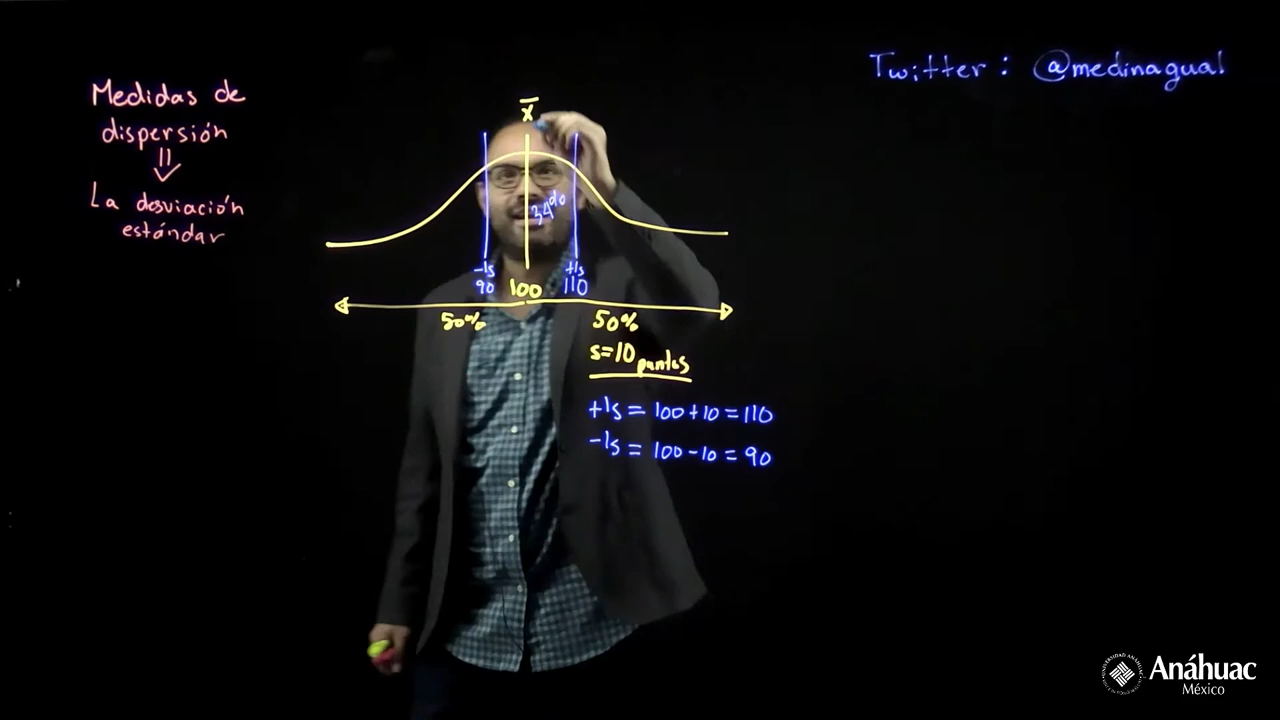 Medidas de
dispersión
La desviación
estándar
Twitter: @medinagual
x̅
34%
-1s
90
100
+1s
110
50%
50%
s=10 puntos
+1s = 100+10=110
-1s = 100-10=90
Anáhuac
México